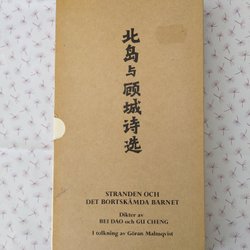 北岛与顾城诗选
STRANDEN OCH
DET BORTSKÄMDA BARNET
Dikter av
BEI DAO och GU CHENG
I tolkning av Göran Malmqvist